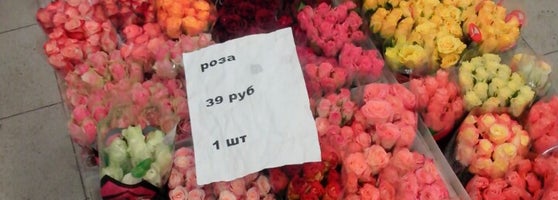 роза
39 руб
1 шт